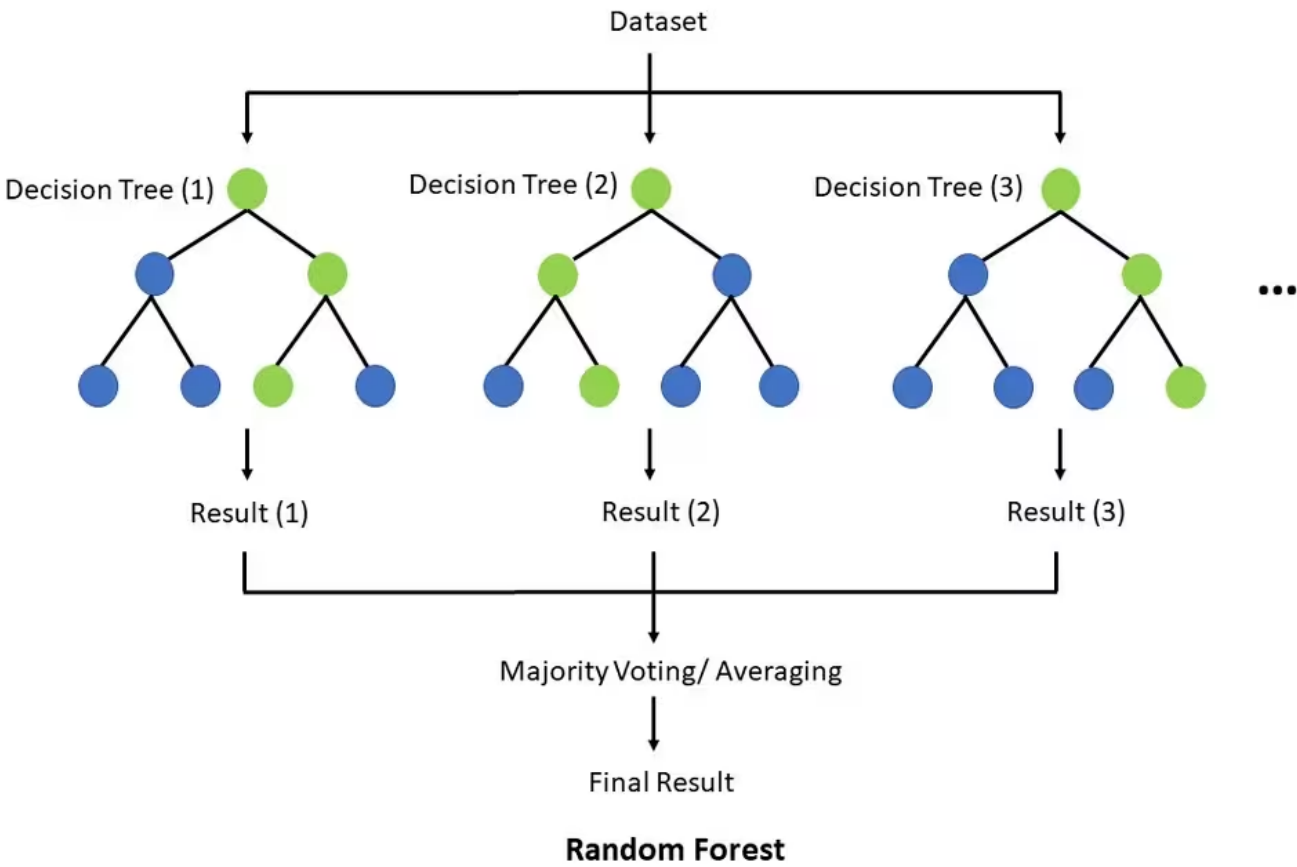 Dataset
Decision Tree (1)
Decision Tree (2)
Decision Tree (3)
...
Result (1)
Result (2)
Result (3)
Majority Voting/ Averaging
Final Result
Random Forest